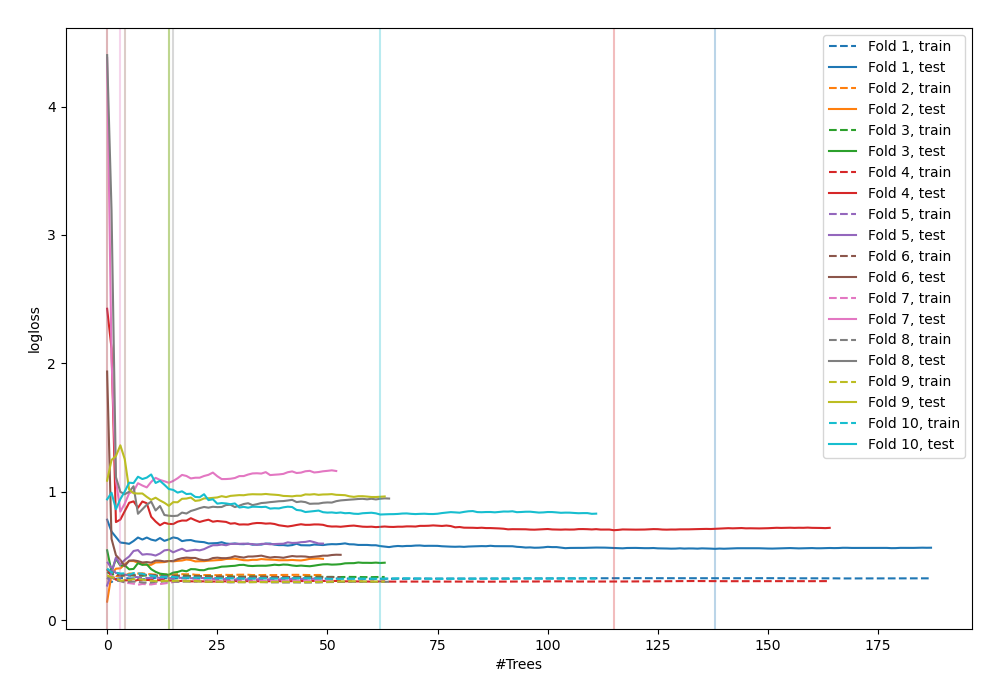 4
3
2
1
0
logloss
0
25
50
75
100
125
150
175
#Trees
Fold 1, train
Fold 1, test
Fold 2, train
Fold 2, test
Fold 3, train
Fold 3, test
Fold 4, train
Fold 4, test
Fold 5, train
Fold 5, test
Fold 6, train
Fold 6, test
Fold 7, train
Fold 7, test
Fold 8, train
Fold 8, test
Fold 9, train
Fold 9, test
Fold 10, train
Fold 10, test